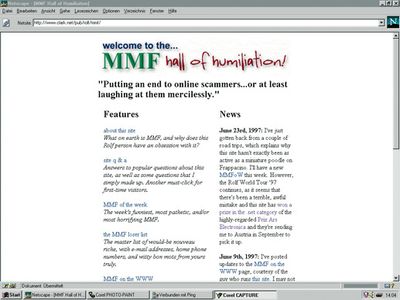 Netscape - [MMF Hall of Humiliation]
Datei Bearbeiten Ansicht Gehe Lesezeichen Optionen Verzeichnis Fenster Hilfe
http://www.clark.net/pub/rolf/mmf/
welcome to the...
MMF hall of humiliation!
"Putting an end to online scammers...or at least
laughing at them mercilessly."
Features
about this site
What on earth is MMF, and why does this
Rolf person have an obsession with it?
site q & a
Answers to popular questions about this
site, as well as some questions that I
simply made up. Another must-click for
first-time visitors.
MMF of the week
The week's funniest, most pathetic, and/or
most horrifying MMF.
the MMF loser list
The master list of would-be nouveau
riche, with e-mail addresses, home phone
numbers, and witty bon mots from yours
truly.
MMF on the WWW
News
June 23rd, 1997: I've just
gotten back from a couple of
road trips, which explains why
this site hasn't exactly been as
active as a miniature poodle on
Frappacino. I'll have a new
MMFoW this week. However,
the Rolf World Tour '97
continues, as it seems that
there's been a terrible, awful
mistake and this site has won
a prize in the .net category of the
highly-regarded Prix Ars
Electronica and they're sending
me to Austria in September to
pick it up.
June 9th, 1997: I've posted
updates to the MMF on the
WWW page, courtesy of the
guy who runs this site. I may not
Dokument: Übermittelt
Start
Netscape - [MMF Hall of H...
Corel PHOTO-PAINT
Verbunden mit Ping
Corel CAPTURE
14:06